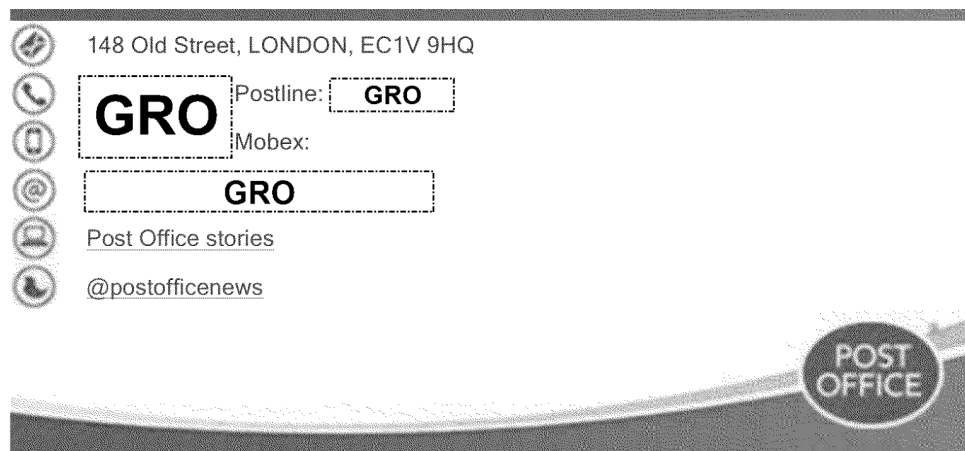 148 Old Street, LONDON, EC1V 9HQ
GRO Postline: GRO
Mobex:
GRO
Post Office stories
@postofficenews
POST
OFFICE